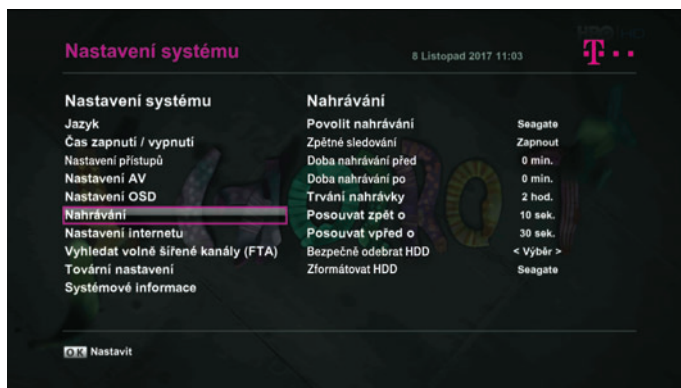 Nastavení systému
8 Listopad 2017 11:03
HBO HD
T
Nastavení systému
Jazyk
Čas zapnutí / vypnutí
Nastavení přístupů
Nastavení AV
Nastavení OSD
Nahrávání
Nastavení internetu
Vyhledat volně šířené kanály (FTA)
Tovární nastavení
Systémové informace
Nahrávání
Povolit nahrávání Seagate
Zpětné sledování Zapnout
Doba nahrávání před 0 min.
Doba nahrávání po 0 min.
Trvání nahrávky 2 hod.
Posouvat zpět o 10 sek.
Posouvat vpřed o 30 sek.
Bezpečně odebrat HDD < Výběr >
Zformátovat HDD Seagate
OK Nastavit